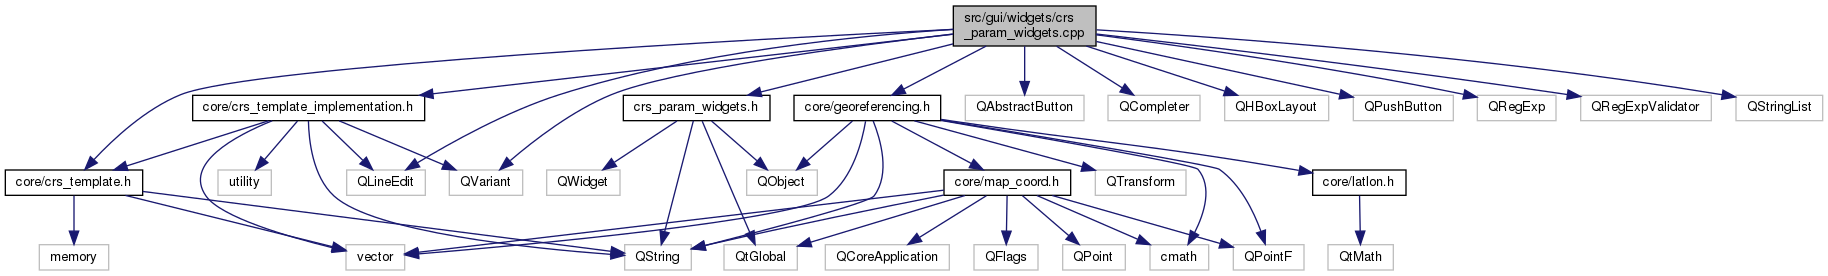 src/gui/widgets/crs
_param_widgets.cpp
core/crs_template_implementation.h
crs_param_widgets.h
core/georeferencing.h
QAbstractButton
QCompleter
QHBoxLayout
QPushButton
QRegExp
QRegExpValidator
QStringList
core/crs_template.h
utility
QLineEdit
QVariant
QWidget
QObject
core/map_coord.h
QTransform
core/latlon.h
memory
vector
QString
QtGlobal
QCoreApplication
QFlags
QPoint
cmath
QPointF
QtMath